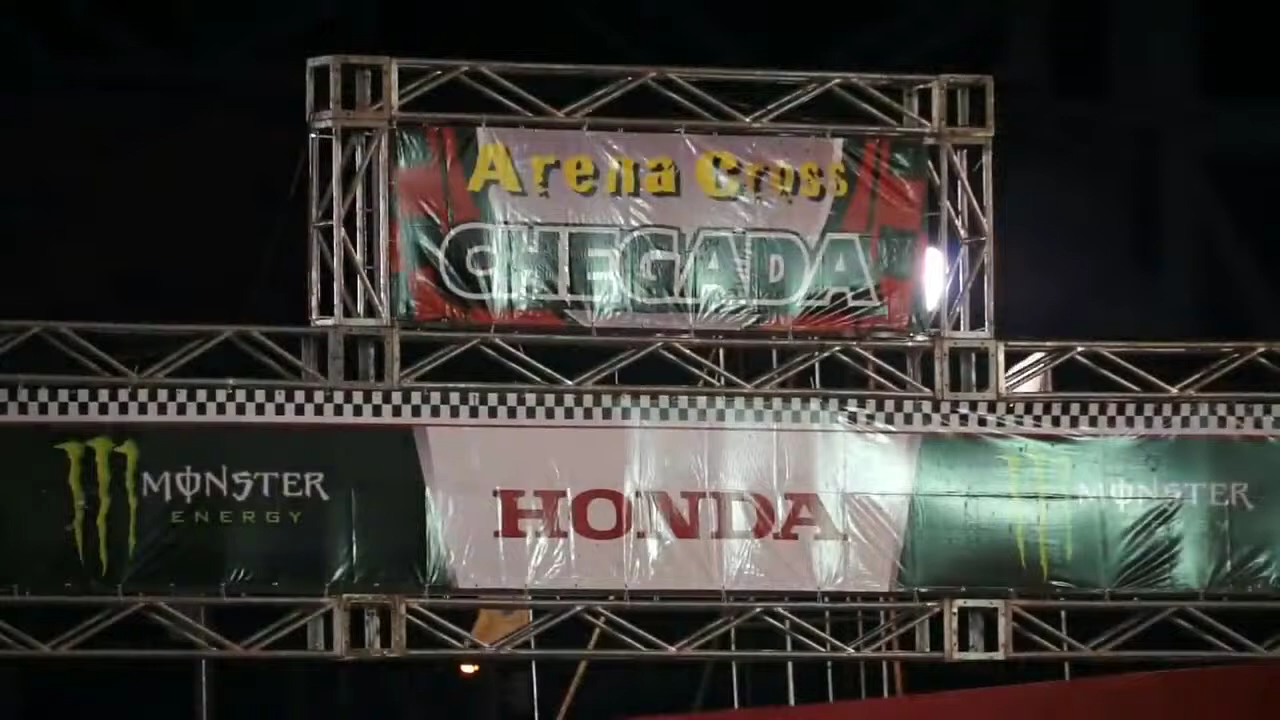 Arena Cross
CHEGADA
MONSTER
ENERGY
HONDA
MONSTER